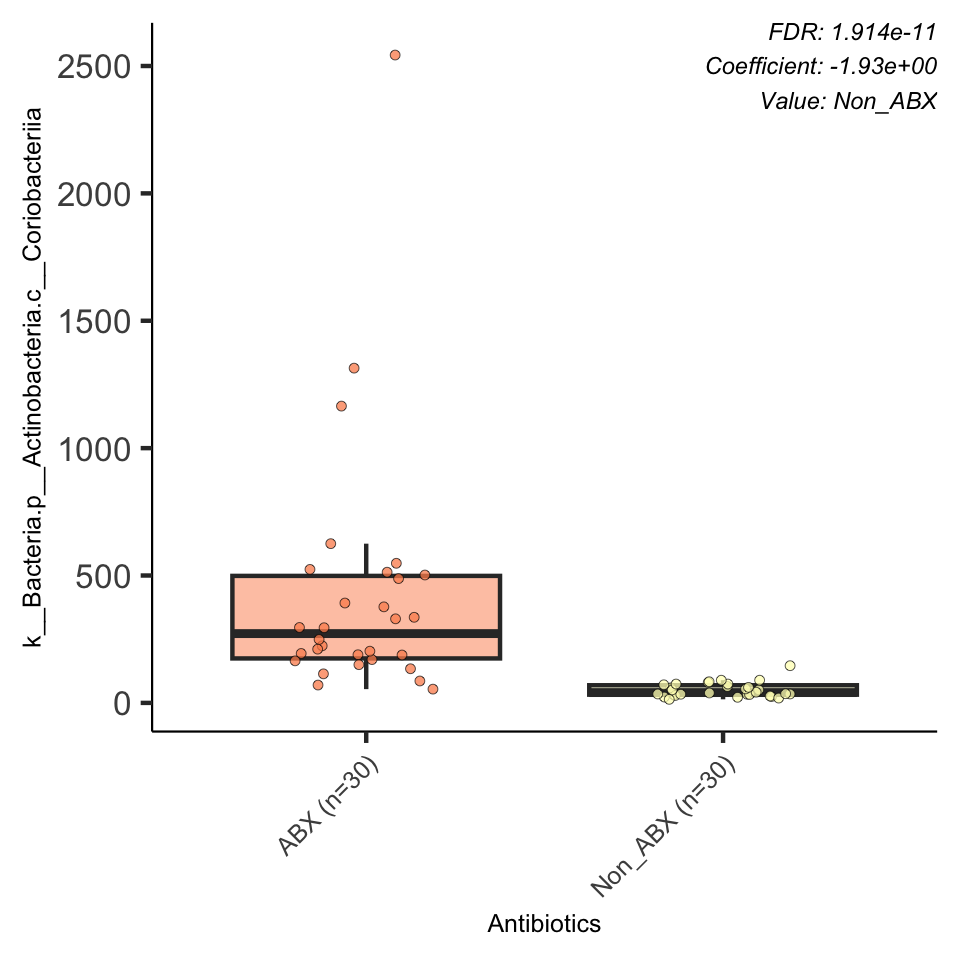 FDR: 1.914e-11
Coefficient: -1.93e+00
Value: Non_ABX
k__Bacteria.p__Actinobacteria.c__Coriobacteriia
2500
2000
1500
1000
500
0
ABX (n=30)
Non_ABX (n=30)
Antibiotics